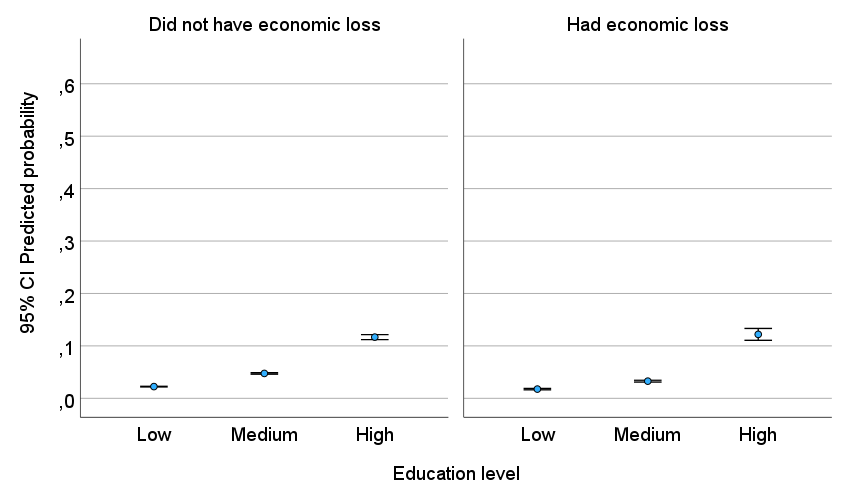 Did not have economic loss
Had economic loss
95% CI Predicted probability
,6
,5
,4
,3
,2
,1
,0
Low
Medium
High
Low
Medium
High
Education level